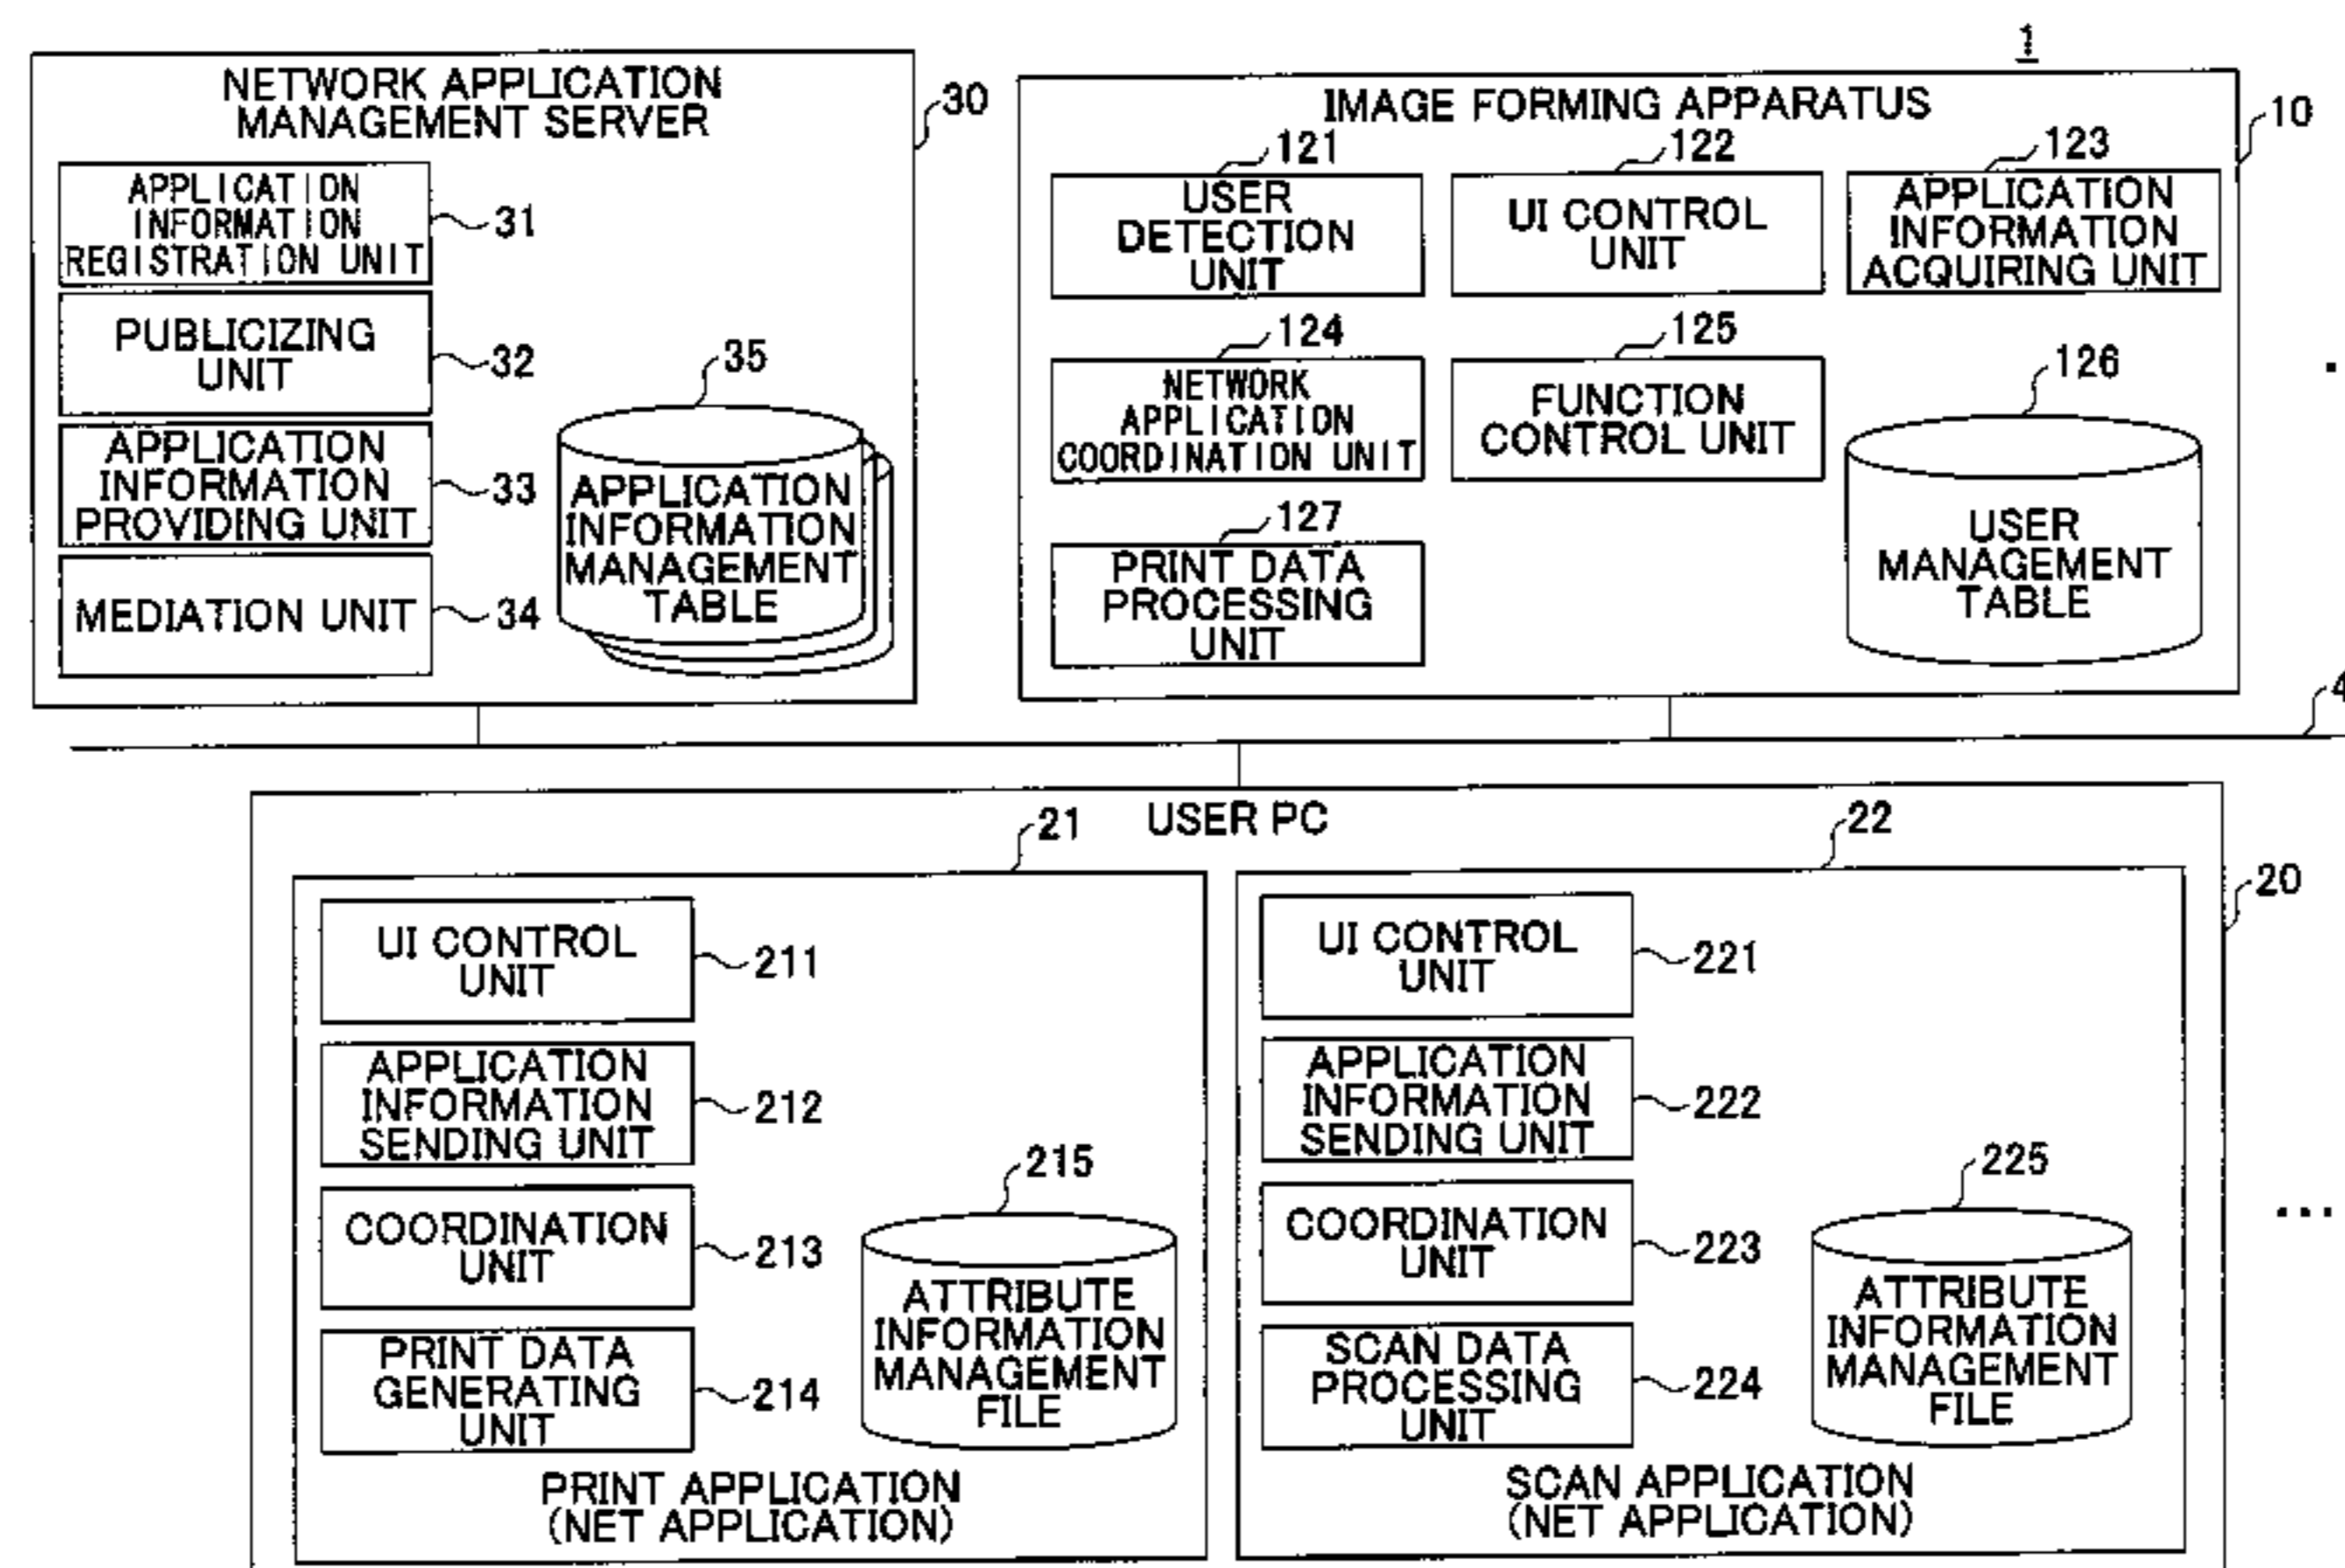 1
NETWORK APPLICATION
MANAGEMENT SERVER
30
APPLICATION
INFORMATION
REGISTRATION UNIT
31
PUBLICIZING
UNIT
32
APPLICATION
INFORMATION
PROVIDING UNIT
33
MEDIATION UNIT
34
35
APPLICATION
INFORMATION
MANAGEMENT
TABLE
IMAGE FORMING APPARATUS
10
121
USER
DETECTION
UNIT
122
UI CONTROL
UNIT
123
APPLICATION
INFORMATION
ACQUIRING UNIT
124
NETWORK
APPLICATION
COORDINATION UNIT
125
FUNCTION
CONTROL UNIT
126
USER
MANAGEMENT
TABLE
127
PRINT DATA
PROCESSING
UNIT
USER PC
20
21
UI CONTROL
UNIT
211
APPLICATION
INFORMATION
SENDING UNIT
212
COORDINATION
UNIT
213
PRINT DATA
GENERATING
UNIT
214
215
ATTRIBUTE
INFORMATION
MANAGEMENT
FILE
PRINT APPLICATION
(NET APPLICATION)
22
UI CONTROL
UNIT
221
APPLICATION
INFORMATION
SENDING UNIT
222
COORDINATION
UNIT
223
SCAN DATA
PROCESSING
UNIT
224
225
ATTRIBUTE
INFORMATION
MANAGEMENT
FILE
SCAN APPLICATION
(NET APPLICATION)
...